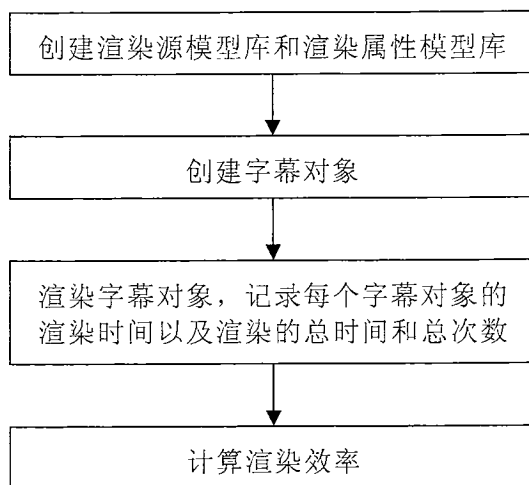 创建渲染源模型库和渲染属性模型库
创建字幕对象
渲染字幕对象，记录每个字幕对象的
渲染时间以及渲染的总时间和总次数
计算渲染效率